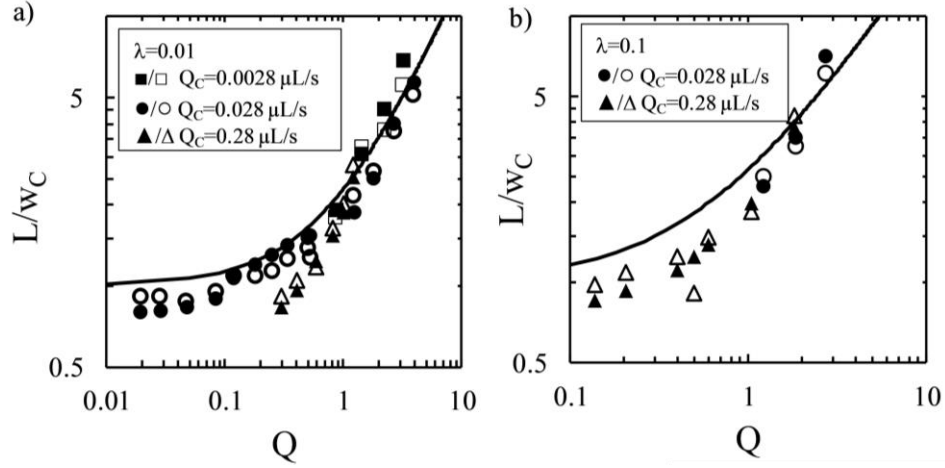 a)
λ=0.01
■/□ Q_C=0.0028 μL/s
●/○ Q_C=0.028 μL/s
▲/Δ Q_C=0.28 μL/s
5
0.5
L/w_C
0.01 0.1 1 10
Q
b)
λ=0.1
●/○ Q_C=0.028 μL/s
▲/Δ Q_C=0.28 μL/s
5
0.5
L/w_C
0.1 1 10
Q